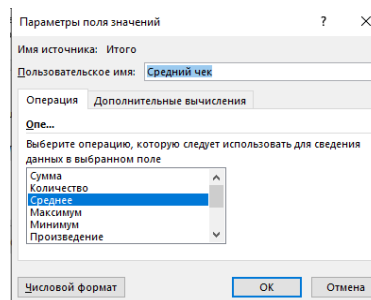 Параметры поля значений ? ×
Имя источника: Итого
Пользовательское имя: Средний чек
Операция Дополнительные вычисления
Опе...
Выберите операцию, которую следует использовать для сведения
данных в выбранном поле
Сумма
Количество
Среднее
Максимум
Минимум
Произведение
Числовой формат ОК Отмена